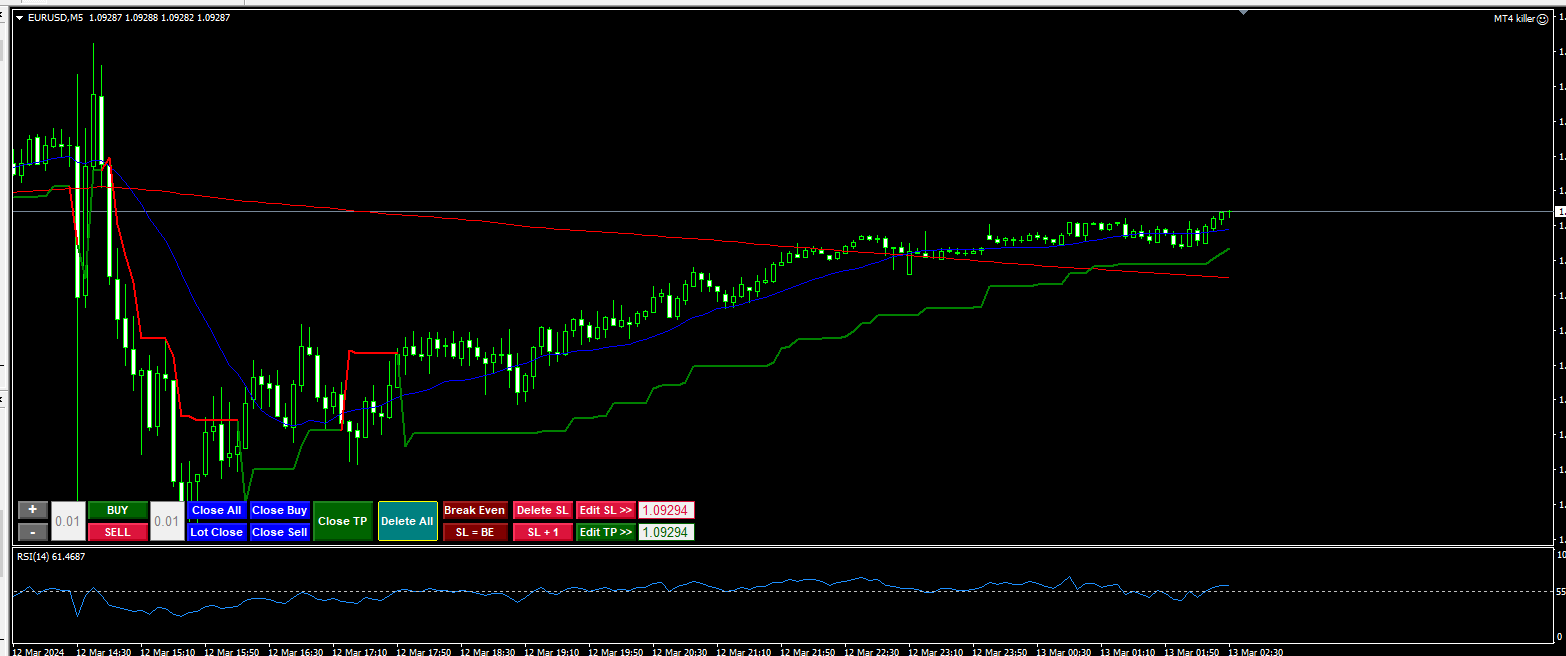 EURUSD,M5 1.09287 1.09288 1.09282 1.09287
MT4 killer
+ 0.01 BUY 0.01 Close All Close Buy Close TP Delete All Break Even Delete SL Edit SL >> 1.09294
- SELL Lot Close Close Sell SL = BE SL + 1 Edit TP >> 1.09294
RSI(14) 61.4687
55
0
12 Mar 2024 12 Mar 14:30 12 Mar 15:10 12 Mar 15:50 12 Mar 16:30 12 Mar 17:10 12 Mar 17:50 12 Mar 18:30 12 Mar 19:10 12 Mar 19:50 12 Mar 20:30 12 Mar 21:10 12 Mar 21:50 12 Mar 22:30 12 Mar 23:10 12 Mar 23:50 13 Mar 00:30 13 Mar 01:10 13 Mar 01:50 13 Mar 02:30